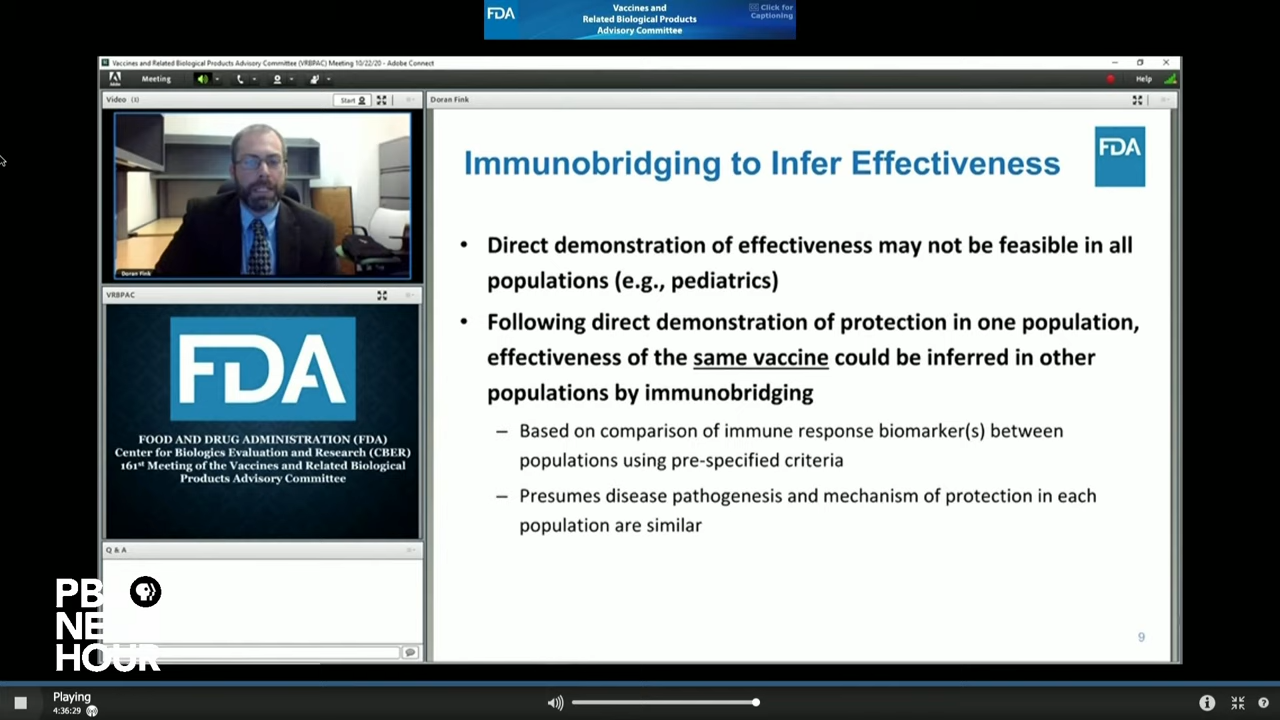 FDA
Vaccines and
Related Biological Products
Advisory Committee
CC Click for
Captioning
Vaccines and Related Biological Products Advisory Committee (VRBPAC) Meeting 10/22/20 - Adobe Connect
Meeting
Help
Video (3)
Start
Doran Fink
Doran Fink
VRBPAC
FDA
FOOD AND DRUG ADMINISTRATION (FDA)
Center for Biologics Evaluation and Research (CBER)
161st Meeting of the Vaccines and Related Biological
Products Advisory Committee
Q & A
Immunobridging to Infer Effectiveness
FDA
• Direct demonstration of effectiveness may not be feasible in all
populations (e.g., pediatrics)
• Following direct demonstration of protection in one population,
effectiveness of the same vaccine could be inferred in other
populations by immunobridging
– Based on comparison of immune response biomarker(s) between
populations using pre-specified criteria
– Presumes disease pathogenesis and mechanism of protection in each
population are similar
9
HOUR
Playing
4:36:29